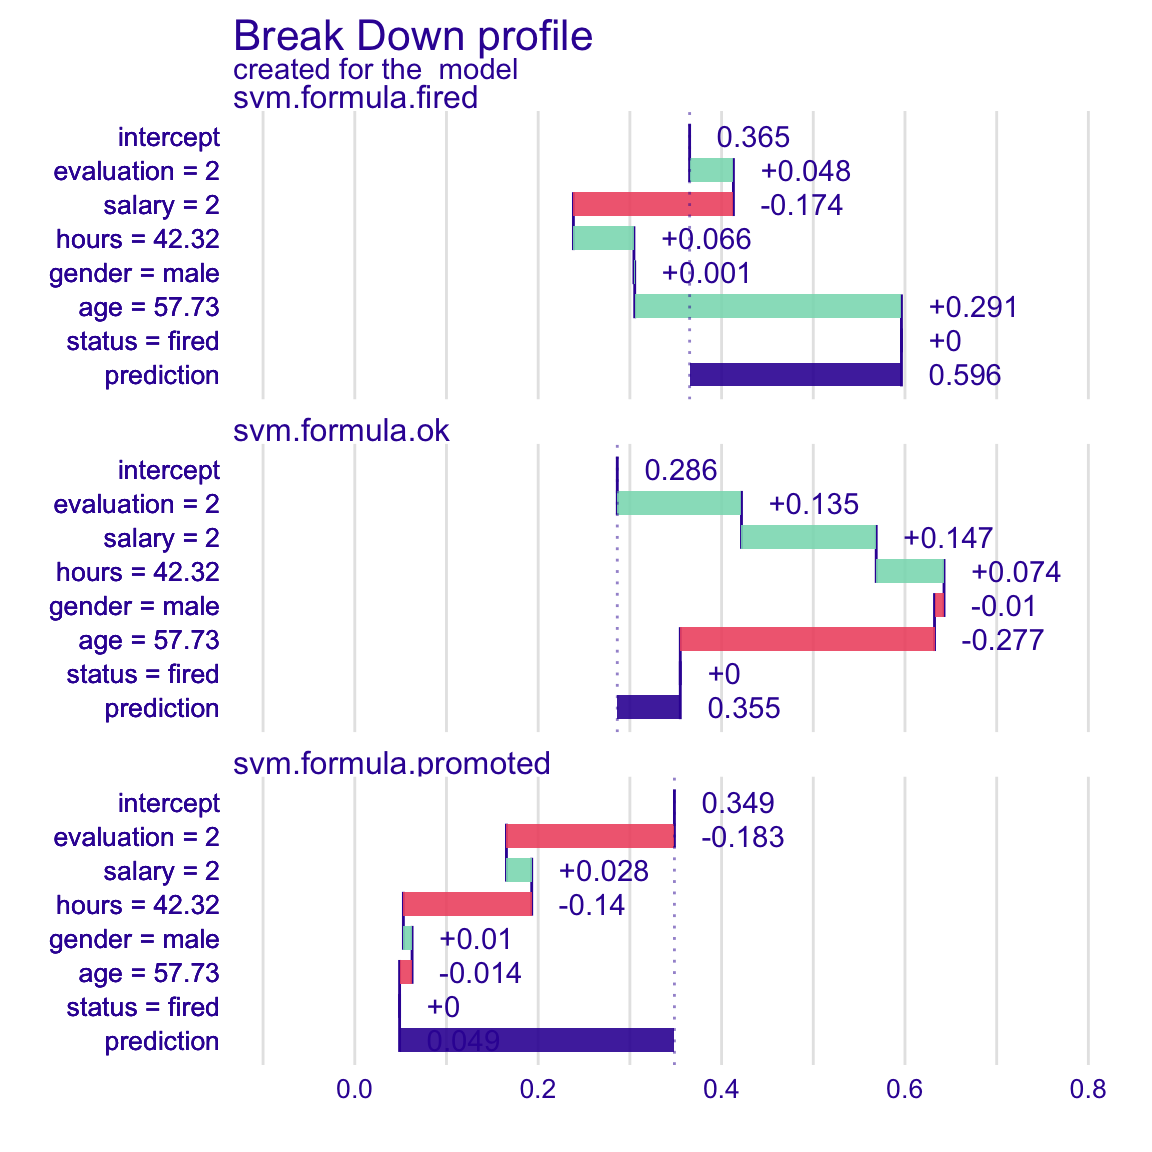 Break Down profile
created for the  model
svm.formula.fired
intercept 0.365
evaluation = 2 +0.048
salary = 2 -0.174
hours = 42.32 +0.066
gender = male +0.001
age = 57.73 +0.291
status = fired +0
prediction 0.596
svm.formula.ok
intercept 0.286
evaluation = 2 +0.135
salary = 2 +0.147
hours = 42.32 +0.074
gender = male -0.01
age = 57.73 -0.277
status = fired +0
prediction 0.355
svm.formula.promoted
intercept 0.349
evaluation = 2 -0.183
salary = 2 +0.028
hours = 42.32 -0.14
gender = male +0.01
age = 57.73 -0.014
status = fired +0
prediction 0.049
0.0 0.2 0.4 0.6 0.8